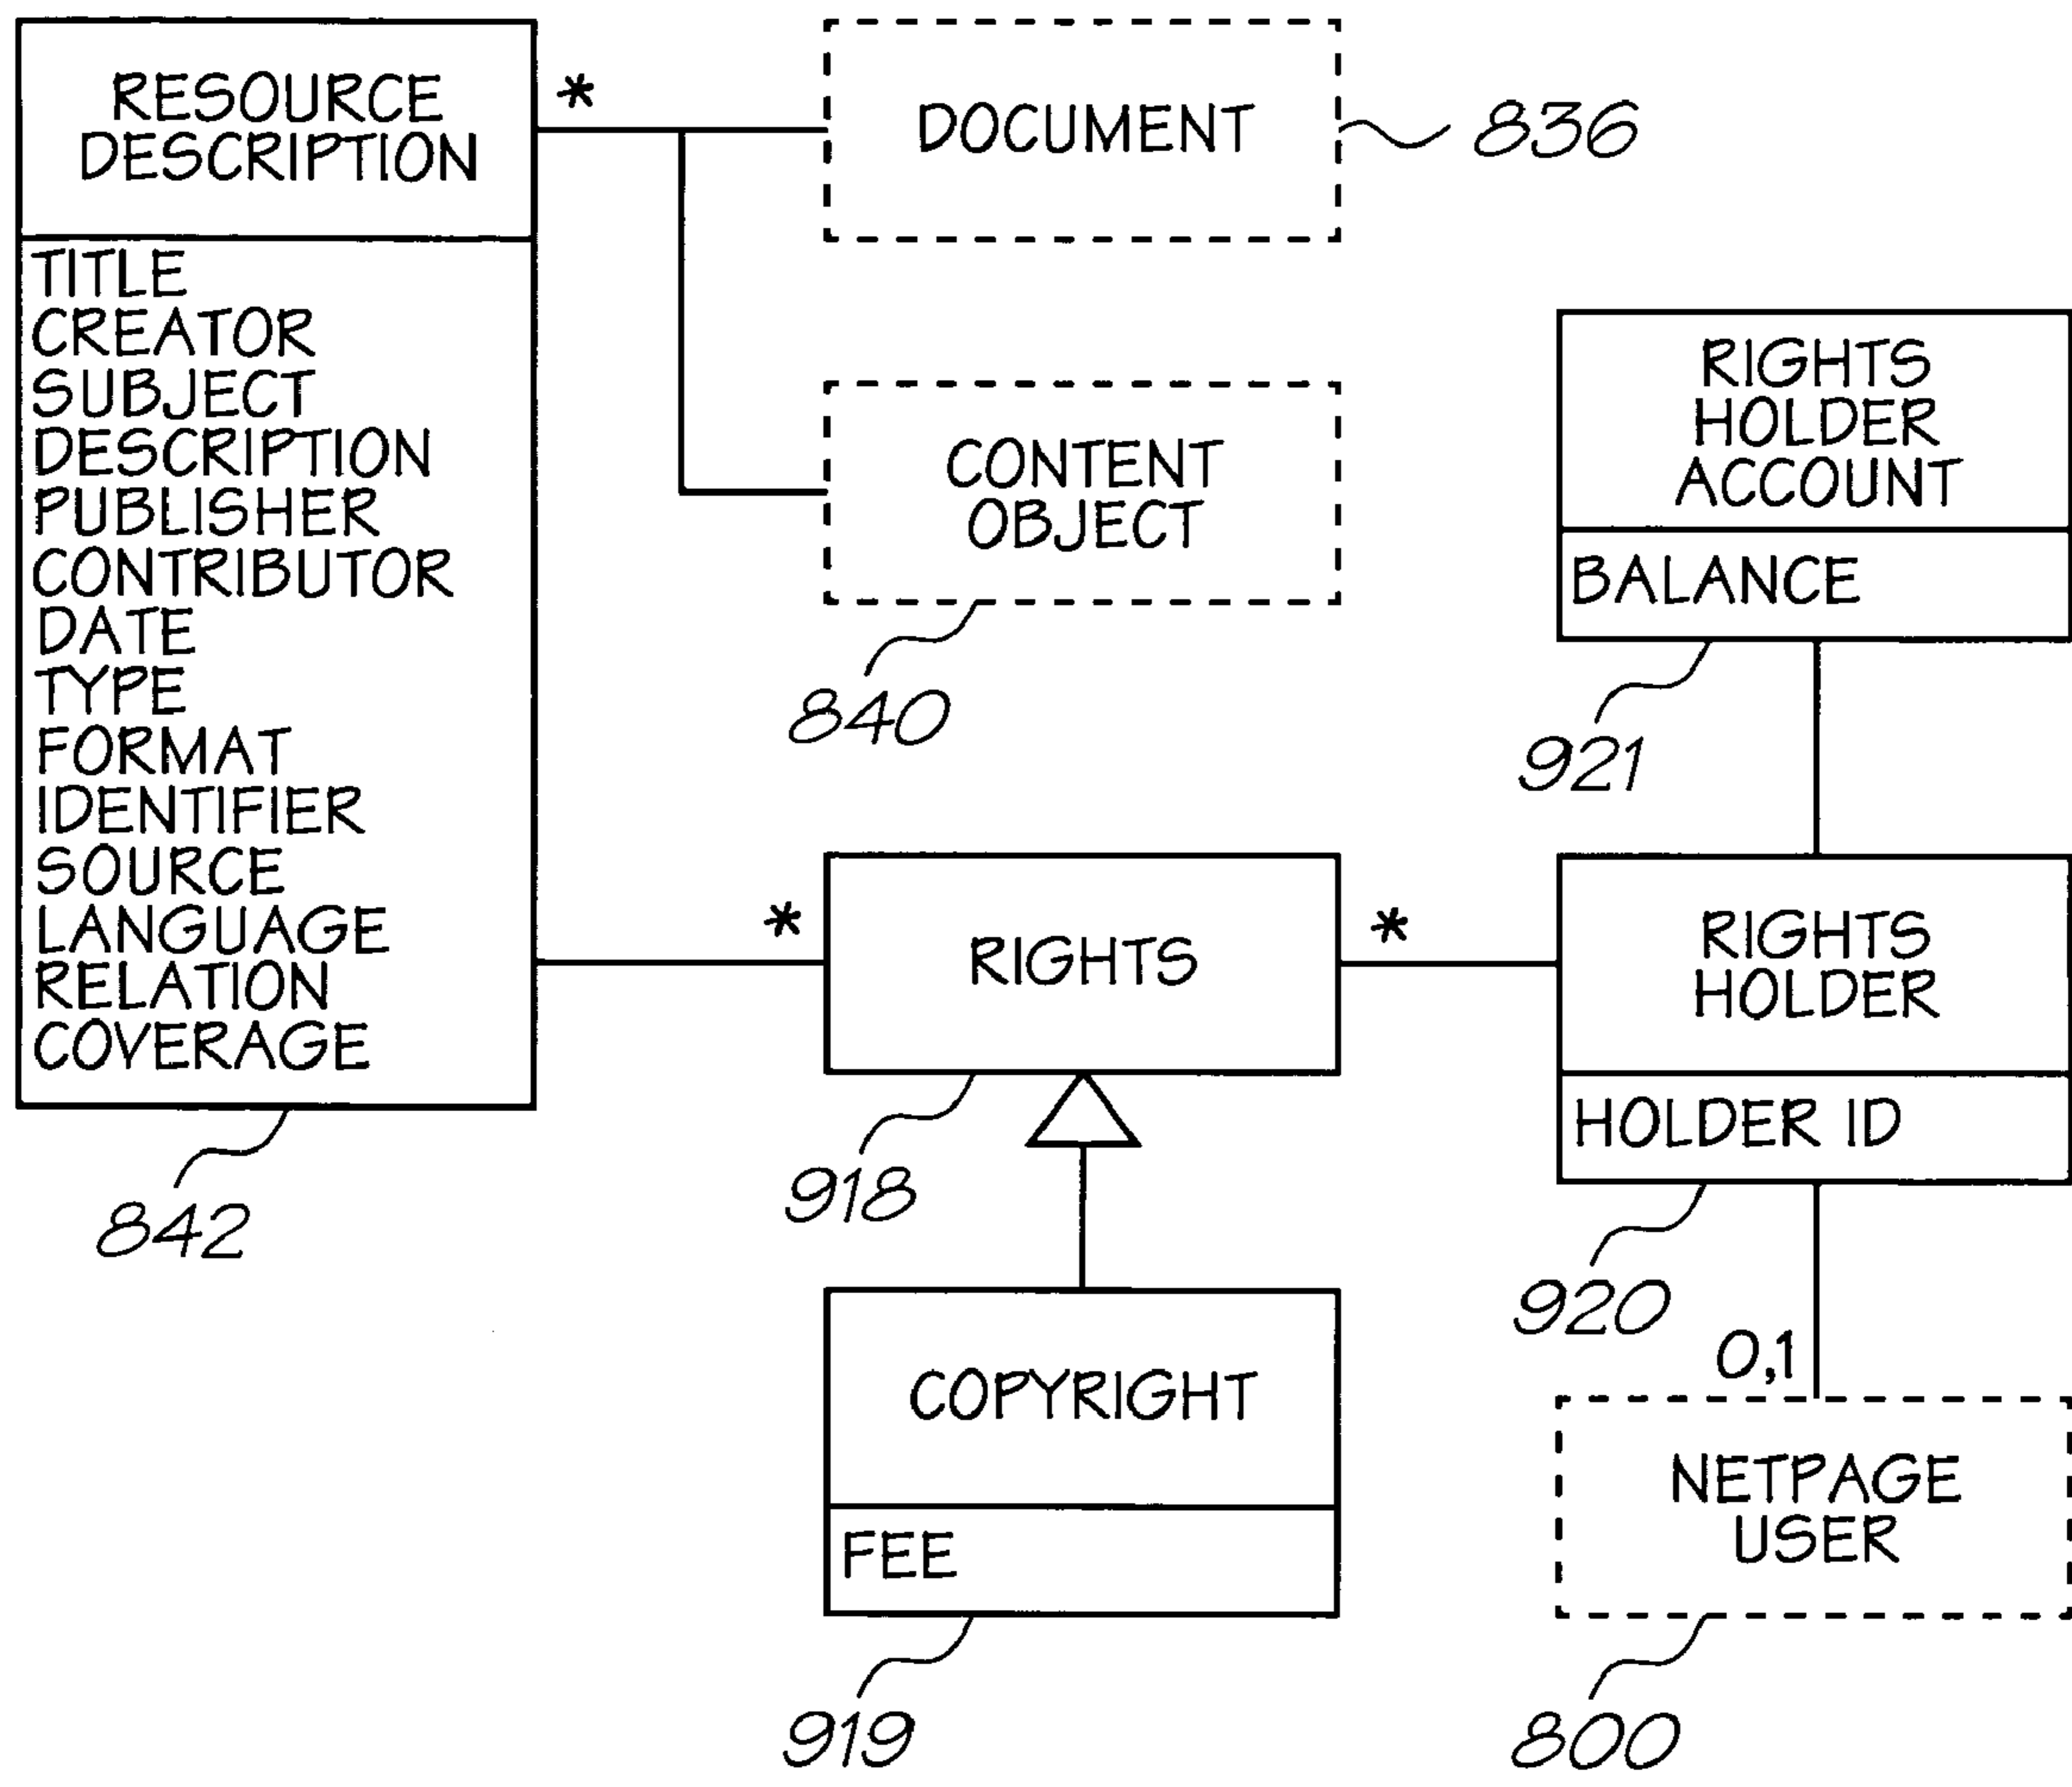 RESOURCE
DESCRIPTION
TITLE
CREATOR
SUBJECT
DESCRIPTION
PUBLISHER
CONTRIBUTOR
DATE
TYPE
FORMAT
IDENTIFIER
SOURCE
LANGUAGE
RELATION
COVERAGE
842
*
DOCUMENT
836
CONTENT
OBJECT
840
RIGHTS
HOLDER
ACCOUNT
BALANCE
921
*
RIGHTS
*
918
RIGHTS
HOLDER
HOLDER ID
920
COPYRIGHT
FEE
919
0,1
NETPAGE
USER
800